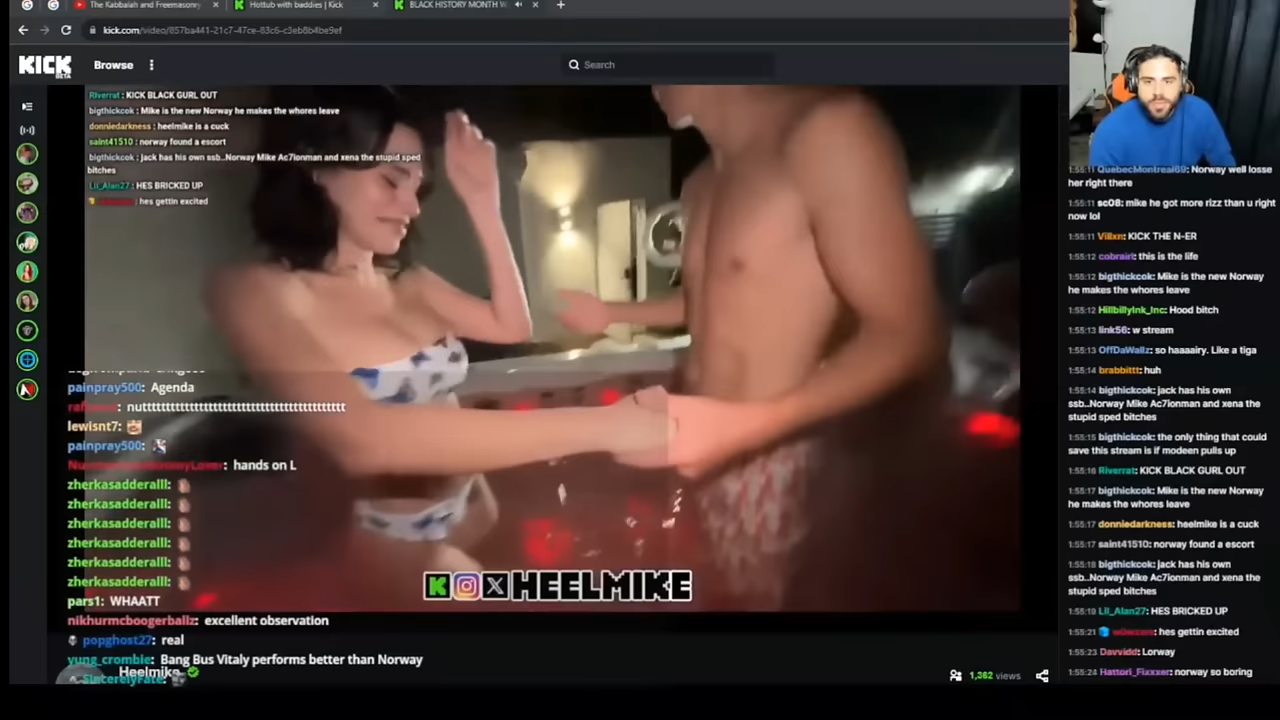 The Kabbalah and Freemasonry
Hottub with baddies | Kick
BLACK HISTORY MONTH W
kick.com/video/857ba441-21c7-47ce-83c6-c3eb8b4be9ef
KICK
BETA
Browse
Search
Riverrat : KICK BLACK GURL OUT
bigthickcok : Mike is the new Norway he makes the whores leave
donniedarkness : heelmike is a cuck
saint41510 : norway found a escort
bigthickcok : jack has his own ssb..Norway Mike Ac7ionman and xena the stupid sped
bitches
Lil_Alan27 : HES BRICKED UP
: hes gettin excited
painpray500: Agenda
lewisnt7:
painpray500:
: hands on L
zherkasadderalll:
zherkasadderalll:
zherkasadderalll:
zherkasadderalll:
zherkasadderalll:
zherkasadderalll:
pars1: WHAATT
nikhurmcboogerballz: excellent observation
popghost27: real
yung_crombie: Bang Bus Vitaly performs better than Norway
SincerelyFate:
HEELMIKE
Heelmike
1,362 views
1:55:11 QuebecMontreal69: Norway well losse
her right there
1:55:11 sc08: mike he got more rizz than u right
now lol
1:55:11 Villxn: KICK THE N-ER
1:55:12 cobrairl: this is the life
1:55:12 bigthickcok: Mike is the new Norway
he makes the whores leave
1:55:12 HillbillyInk_Inc: Hood bitch
1:55:13 link56: w stream
1:55:13 OffDaWallz: so haaaairy. Like a tiga
1:55:14 brabbittt: huh
1:55:14 bigthickcok: jack has his own
ssb..Norway Mike Ac7ionman and xena the
stupid sped bitches
1:55:15 bigthickcok: the only thing that could
save this stream is if modeen pulls up
1:55:16 Riverrat: KICK BLACK GURL OUT
1:55:17 bigthickcok: Mike is the new Norway
he makes the whores leave
1:55:17 donniedarkness: heelmike is a cuck
1:55:17 saint41510: norway found a escort
1:55:18 bigthickcok: jack has his own
ssb..Norway Mike Ac7ionman and xena the
stupid sped bitches
1:55:19 Lil_Alan27: HES BRICKED UP
1:55:21 : hes gettin excited
1:55:23 Davvidd: Lorway
1:55:24 Hattori_Fixxxer: norway so boring